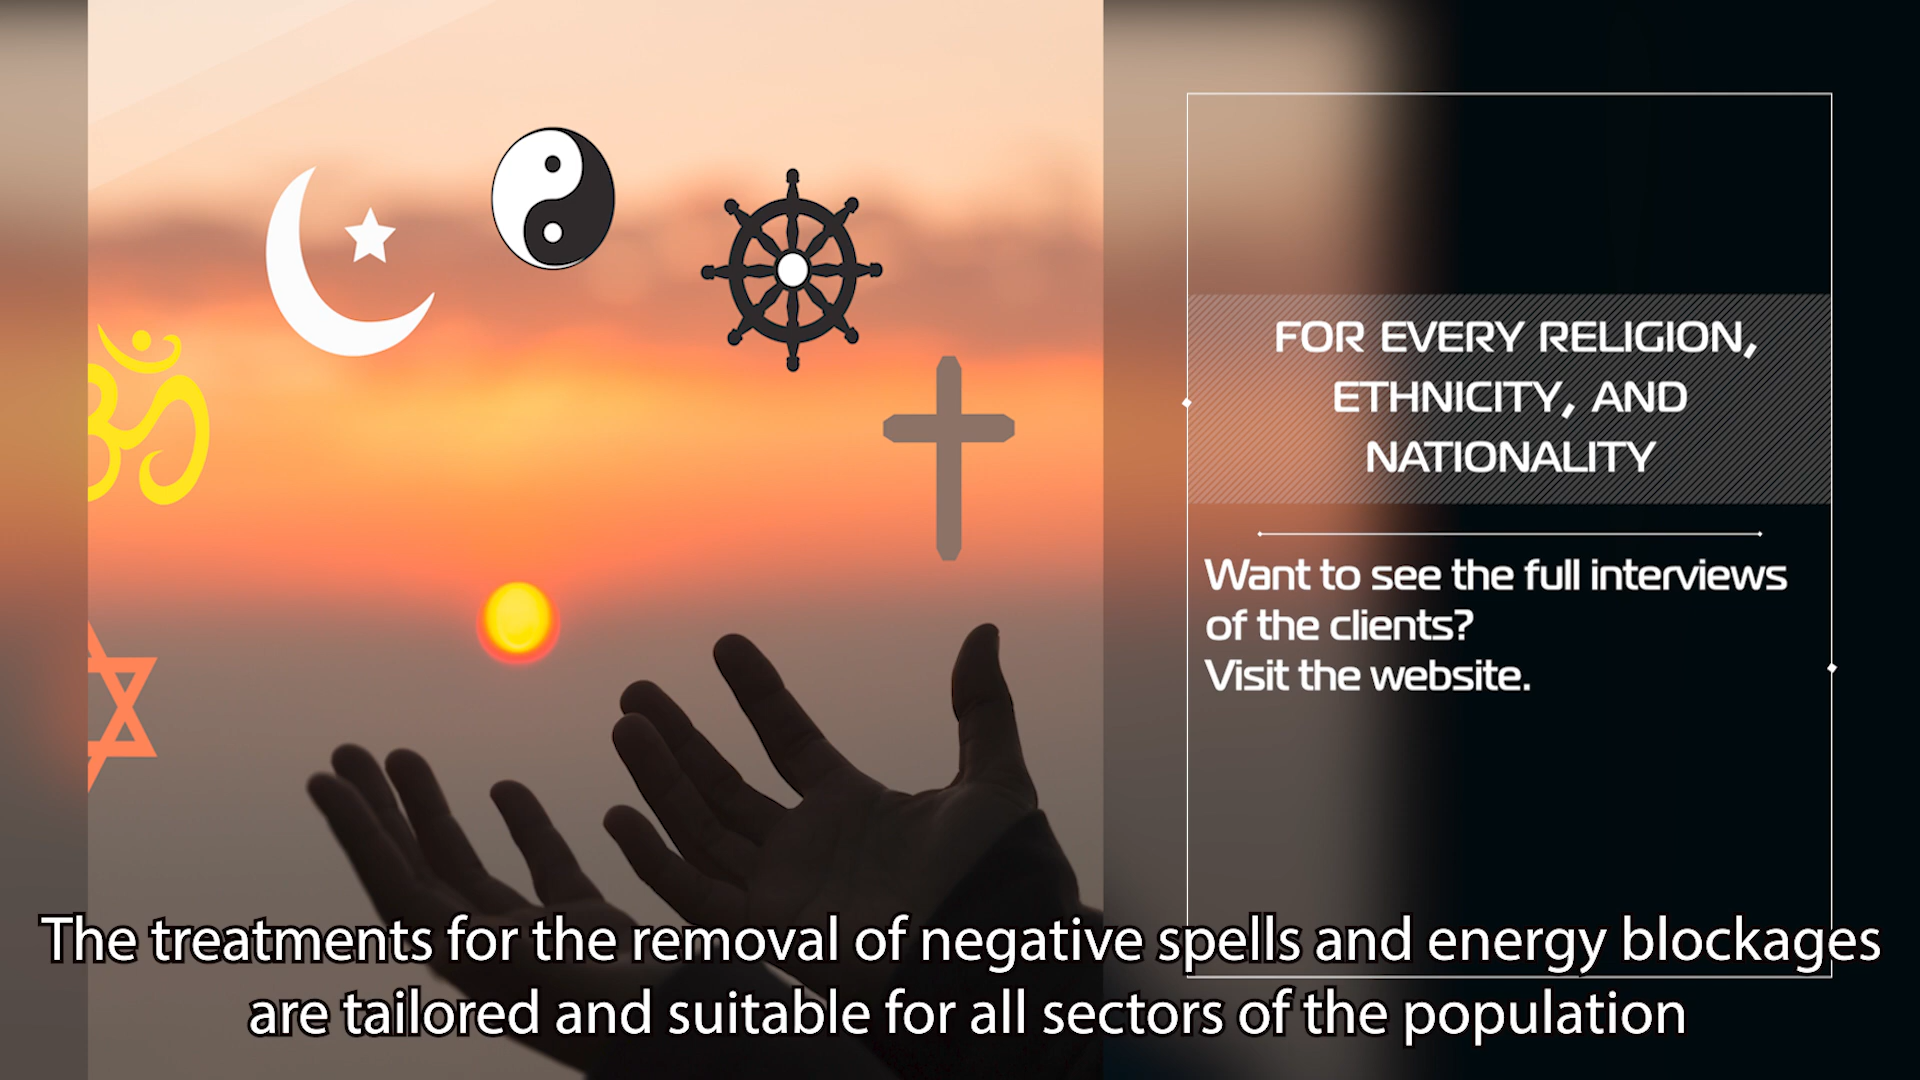 FOR EVERY RELIGION,
ETHNICITY, AND
NATIONALITY
Want to see the full interviews
of the clients?
Visit the website.
The treatments for the removal of negative spells and energy blockages
are tailored and suitable for all sectors of the population